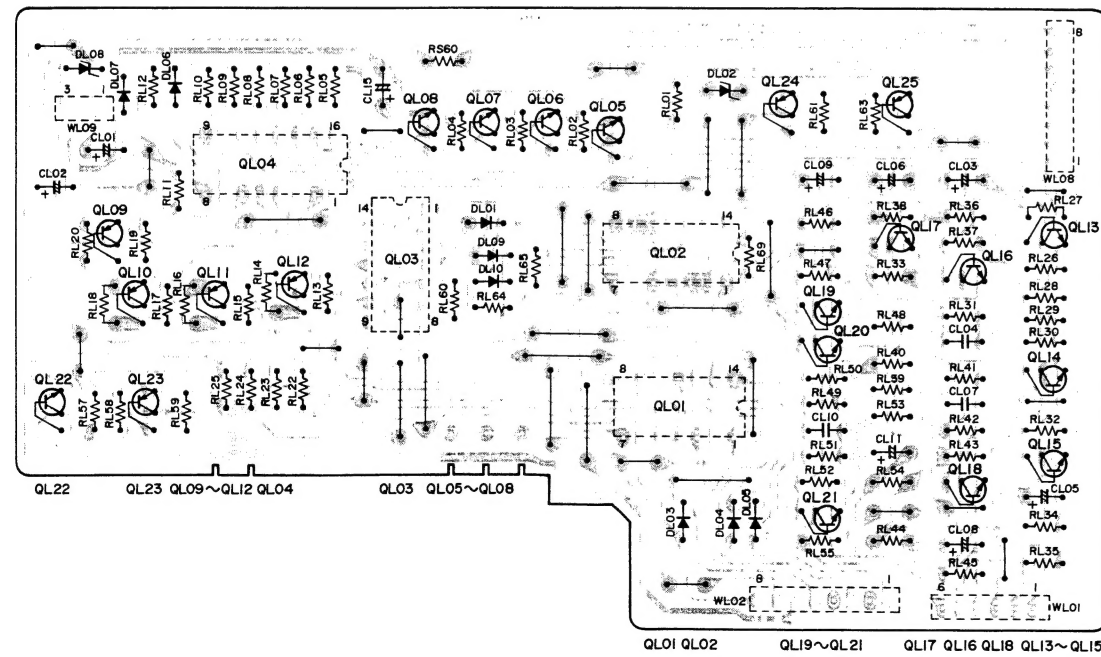 8
DL08
DL07
DL06
RS60
3 1
WL09
RL12
RL10
RL09
RL08
RL07
RL06
RL05
CL15
+
QL08
QL07
QL06
QL05
RL04
RL03
RL02
RL01
DL02
QL24
RL61
QL25
RL63
CL01
+
CL02
+
RL11
9 16
QL04
8 1
CL09
+
CL06
+
CL03
+
1
WL08
QL09
RL20
RL19
14 1
QL03
9 8
DL01
DL09
DL10
RL64
RL65
RL60
8 14
QL02
7 1
RL69
RL46
RL38
QL17
RL36
RL37
RL27
QL13
QL10
RL18
RL17
RL16
QL11
RL15
RL14
QL12
RL13
RL47
RL33
QL16
RL26
RL28
RL29
RL30
QL19
QL20
RL48
RL31
CL04
QL14
RL50
RL40
RL41
QL22
RL57
RL58
QL23
RL59
RL25
RL24
RL23
RL22
8 14
QL01
7 1
RL49
CL10
RL51
RL52
RL39
RL53
CL11
+
RL54
CL07
RL42
RL43
QL18
RL32
QL15
CL05
+
QL21
RL55
RL44
CL08
+
RL45
RL34
RL35
DL03
DL04
DL05
8 1
WL02
6 1
WL01
QL22 QL23 QL09～QL12 QL04 QL03 QL05～QL08
QL01 QL02 QL19～QL21 QL17 QL16 QL18 QL13～QL15